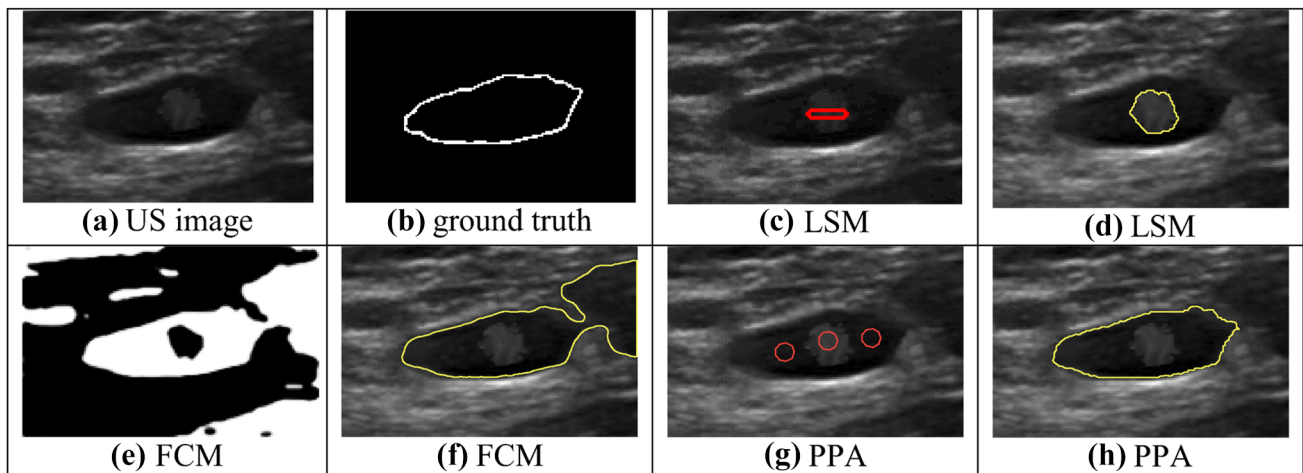 (a) US image
(b) ground truth
(c) LSM
(d) LSM
(e) FCM
(f) FCM
(g) PPA
(h) PPA